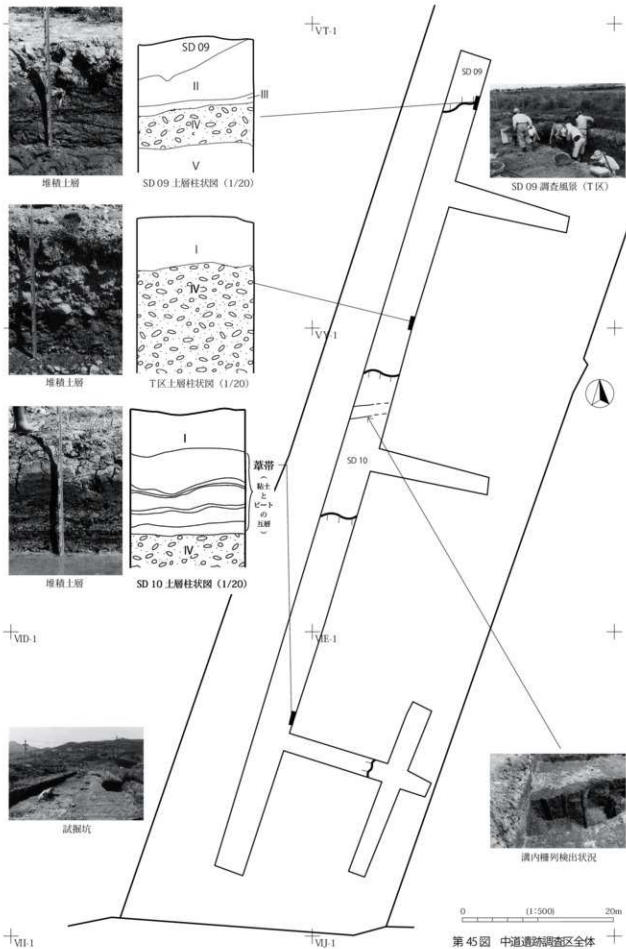 SD 09
II
III
IV
V
堆積土層
SD 09 土層柱状図 (1/20)
VT-1
SD 09
SD 09 調査風景 (T区)
I
IV
堆積土層
T区土層柱状図 (1/20)
VY-1
I
IV
葦帯
(粘土とピートの互層)
堆積土層
SD 10 土層柱状図 (1/20)
SD 10
VID-1
VIE-1
試掘坑
溝内柵列検出状況
0 (1:500) 20m
VII-1
VIJ-1
第45図 中道遺跡調査区全体